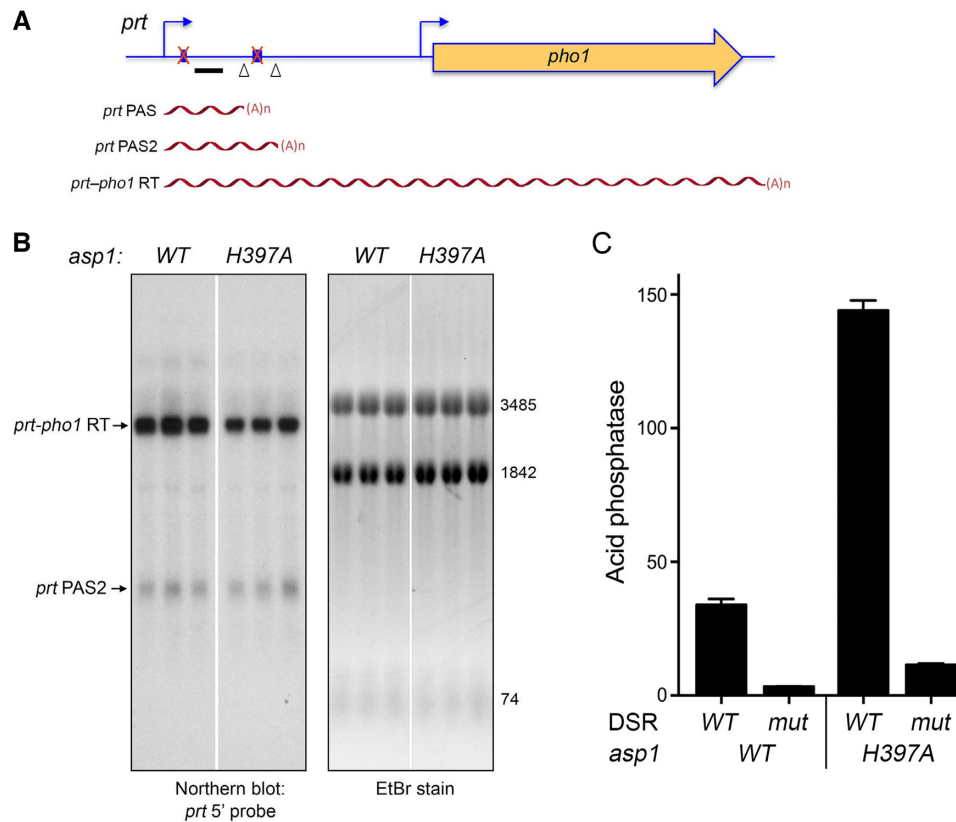 A
prt
pho1
prt PAS
(A)n
prt PAS2
(A)n
prt–pho1 RT
(A)n
B
asp1: WT H397A WT H397A
prt-pho1 RT
prt PAS2
3485
1842
74
Northern blot:
prt 5' probe
EtBr stain
C
Acid phosphatase
150
100
50
0
DSR WT mut WT mut
asp1 WT H397A